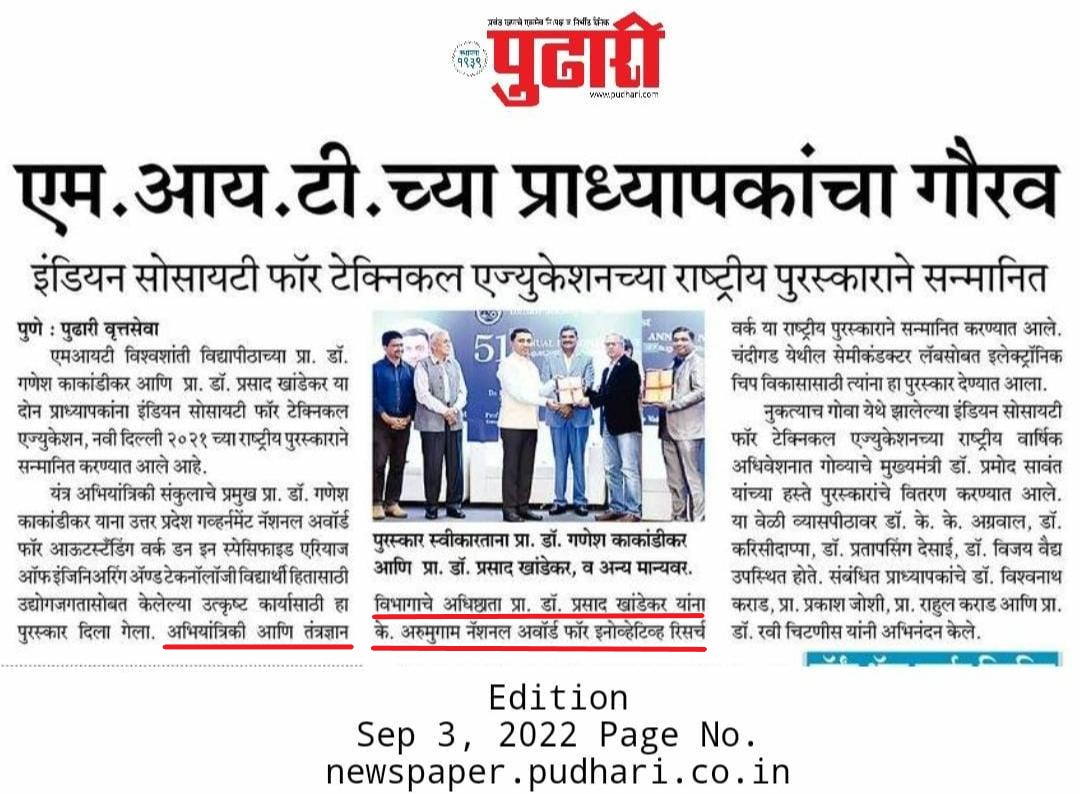 प्रचंड खपाचे एकमेव निःपक्ष व निर्भीड दैनिक
स्थापना
१९३९
पुढारी
www.pudhari.com
एम.आय.टी.च्या प्राध्यापकांचा गौरव
इंडियन सोसायटी फॉर टेक्निकल एज्युकेशनच्या राष्ट्रीय पुरस्काराने सन्मानित
पुणे : पुढारी वृत्तसेवा
एमआयटी विश्वशांती विद्यापीठाच्या प्रा. डॉ.
गणेश काकांडीकर आणि प्रा. डॉ. प्रसाद खांडेकर या
दोन प्राध्यापकांना इंडियन सोसायटी फॉर टेक्निकल
एज्युकेशन, नवी दिल्ली २०२१ च्या राष्ट्रीय पुरस्काराने
सन्मानित करण्यात आले आहे.
यंत्र अभियांत्रिकी संकुलाचे प्रमुख प्रा. डॉ. गणेश
काकांडीकर याना उत्तर प्रदेश गव्हर्नमेंट नॅशनल अवॉर्ड
फॉर आऊटस्टँडिंग वर्क डन इन स्पेसिफाइड एरियाज
ऑफ इंजिनिअरिंग अँण्ड टेकनॉलॉजी विद्यार्थी हितासाठी
उद्योगजगतासोबत केलेल्या उत्कृष्ट कार्यासाठी हा
पुरस्कार दिला गेला. अभियांत्रिकी आणि तंत्रज्ञान
51
ANNUAL
ANN
पुरस्कार स्वीकारताना प्रा. डॉ. गणेश काकांडीकर
आणि प्रा. डॉ. प्रसाद खांडेकर, व अन्य मान्यवर.
विभागाचे अधिष्ठाता प्रा. डॉ. प्रसाद खांडेकर यांना
के. अरुमुगाम नॅशनल अवॉर्ड फॉर इनोव्हेटिव्ह रिसर्च
वर्क या राष्ट्रीय पुरस्काराने सन्मानित करण्यात आले.
चंदीगड येथील सेमीकंडक्टर लॅबसोबत इलेक्ट्रॉनिक
चिप विकासासाठी त्यांना हा पुरस्कार देण्यात आला.
नुकत्याच गोवा येथे झालेल्या इंडियन सोसायटी
फॉर टेक्निकल एज्युकेशनच्या राष्ट्रीय वार्षिक
अधिवेशनात गोव्याचे मुख्यमंत्री डॉ. प्रमोद सावंत
यांच्या हस्ते पुरस्कारांचे वितरण करण्यात आले.
या वेळी व्यासपीठावर डॉ. के. के. अग्रवाल, डॉ.
करिसीदाप्पा, डॉ. प्रतापसिंग देसाई, डॉ. विजय वैद्य
उपस्थित होते. संबंधित प्राध्यापकांचे डॉ. विश्वनाथ
कराड, प्रा. प्रकाश जोशी, प्रा. राहुल कराड आणि प्रा.
डॉ. रवी चिटणीस यांनी अभिनंदन केले.
Edition
Sep 3, 2022 Page No.
newspaper.pudhari.co.in